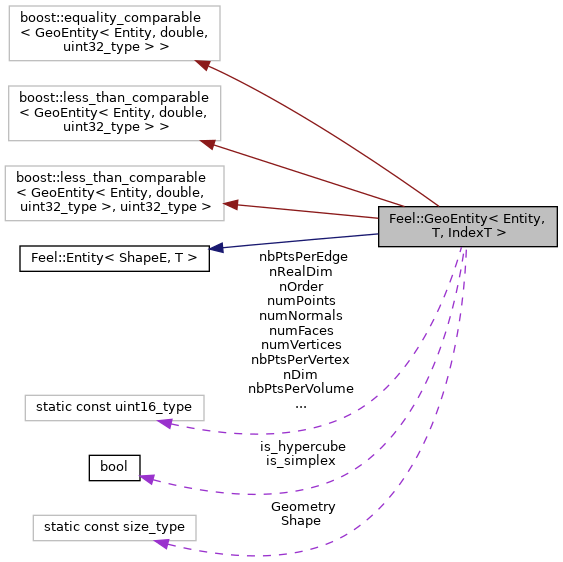 boost::equality_comparable
< GeoEntity< Entity, double,
uint32_type > >
boost::less_than_comparable
< GeoEntity< Entity, double,
uint32_type > >
boost::less_than_comparable
< GeoEntity< Entity, double,
uint32_type >, uint32_type >
Feel::GeoEntity< Entity,
T, IndexT >
Feel::Entity< ShapeE, T >
nbPtsPerEdge
nRealDim
nOrder
numPoints
numNormals
numFaces
numVertices
nbPtsPerVertex
nDim
nbPtsPerVolume
...
static const uint16_type
is_hypercube
is_simplex
bool
Geometry
Shape
static const size_type